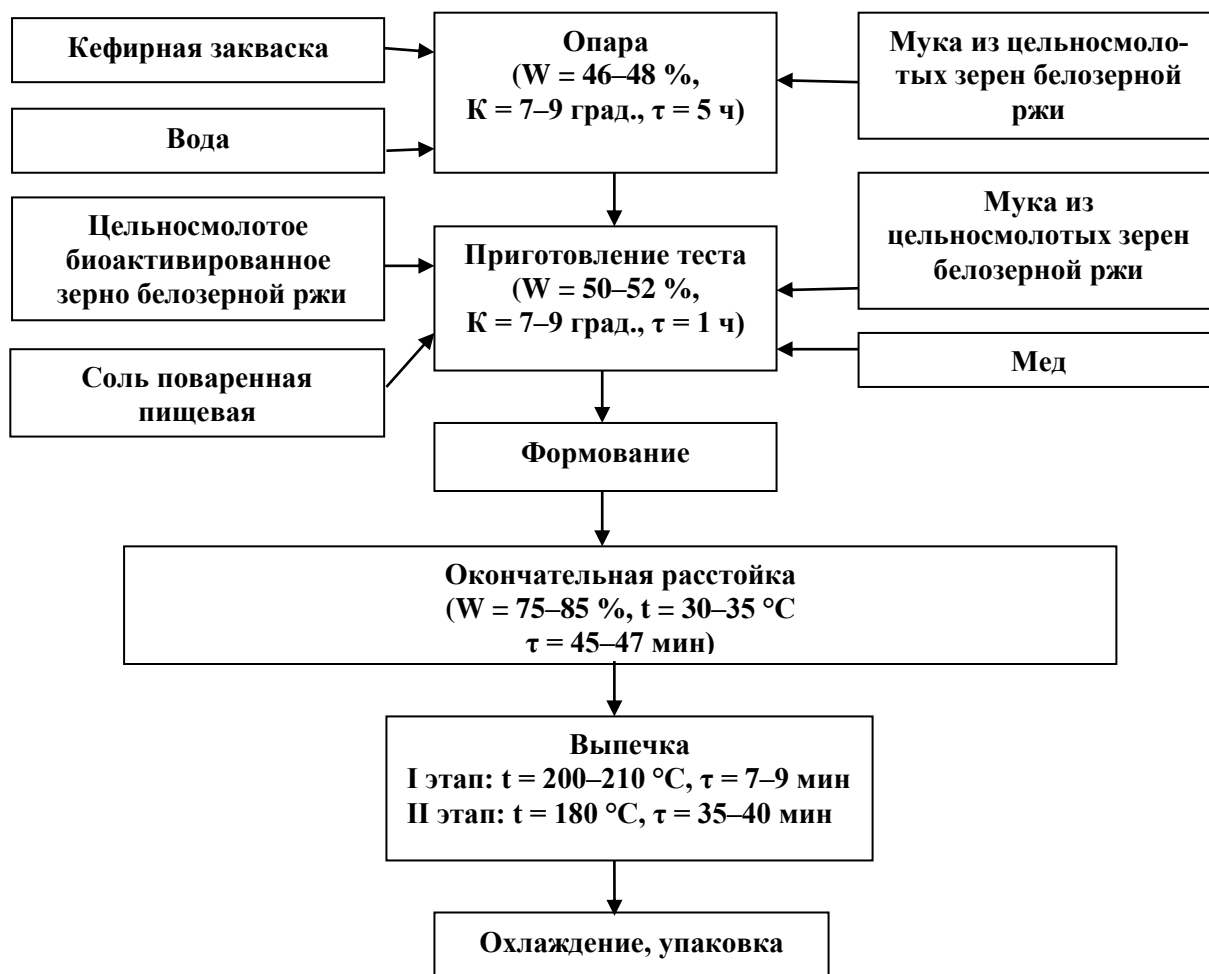 Кефирная закваска
Опара
(W = 46–48 %,
К = 7–9 град., τ = 5 ч)
Мука из цельносмоло-
тых зерен белозерной
ржи
Вода
Цельносмолотое
биоактивированное
зерно белозерной ржи
Приготовление теста
(W = 50–52 %,
К = 7–9 град., τ = 1 ч)
Мука из
цельносмолотых зерен
белозерной ржи
Соль поваренная
пищевая
Мед
Формование
Окончательная расстойка
(W = 75–85 %, t = 30–35 °С
τ = 45–47 мин)
Выпечка
I этап: t = 200–210 °С, τ = 7–9 мин
II этап: t = 180 °С, τ = 35–40 мин
Охлаждение, упаковка